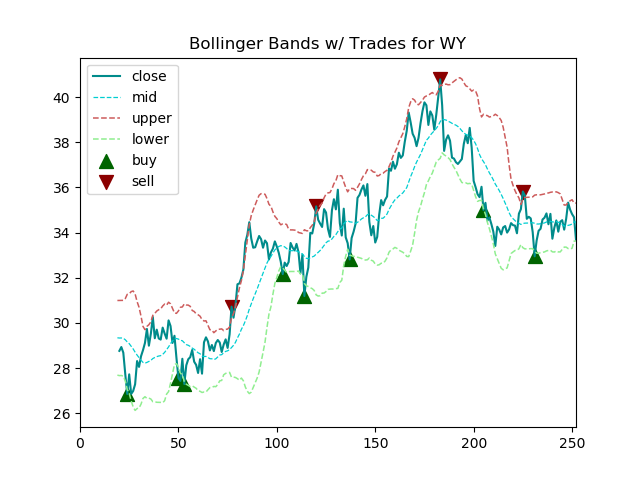 Bollinger Bands w/ Trades for WY
close
mid
upper
lower
buy
sell
40
38
36
34
32
30
28
26
0 50 100 150 200 250